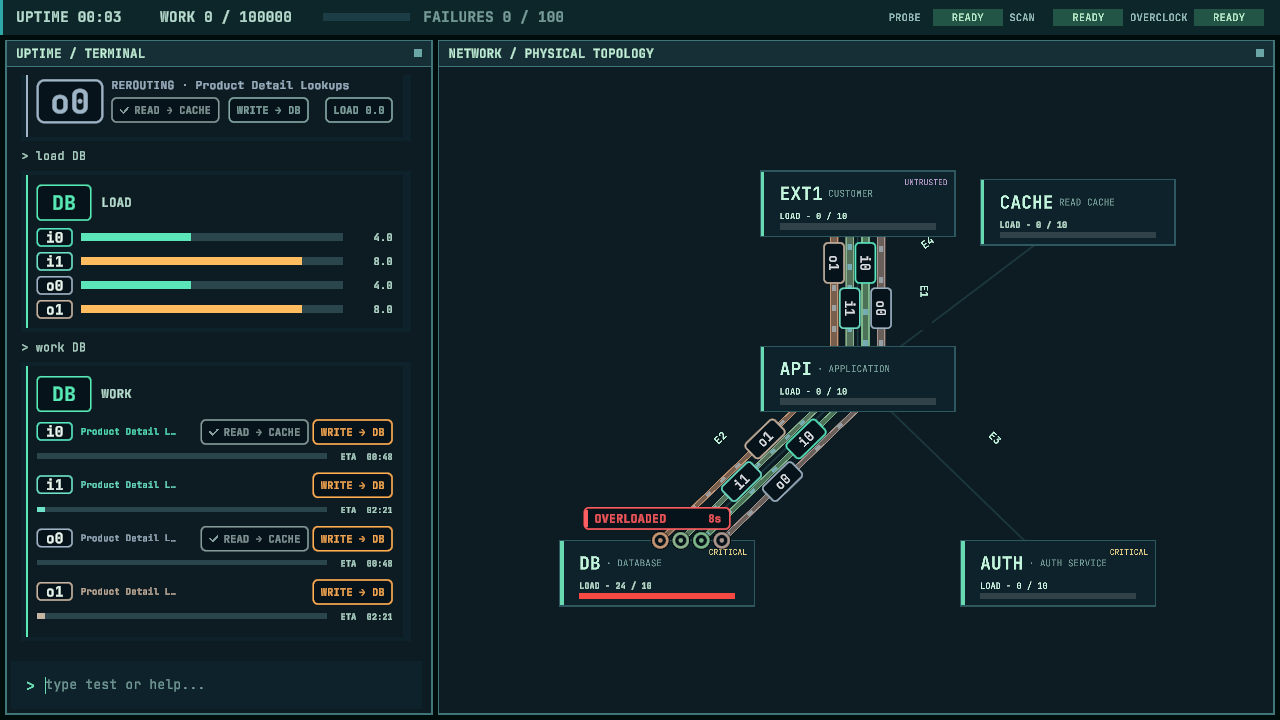 UPTIME 00:03 WORK 0 / 100000 FAILURES 0 / 100 PROBE READY SCAN READY OVERCLOCK READY
UPTIME / TERMINAL
o0 REROUTING · Product Detail Lookups
✓ READ → CACHE WRITE → DB LOAD 0.0
> load DB
DB LOAD
i0 4.0
i1 8.0
o0 4.0
o1 8.0
> work DB
DB WORK
i0 Product Detail L… ✓ READ → CACHE WRITE → DB
ETA 00:48
i1 Product Detail L… WRITE → DB
ETA 02:21
o0 Product Detail L… ✓ READ → CACHE WRITE → DB
ETA 00:48
o1 Product Detail L… WRITE → DB
ETA 02:21
> type test or help...
NETWORK / PHYSICAL TOPOLOGY
UNTRUSTED
EXT1 CUSTOMER
LOAD - 0 / 10
CACHE READ CACHE
LOAD - 0 / 10
E4
o1 i0
E1
i1 o0
API · APPLICATION
LOAD - 0 / 10
E2
o1 i0
E3
i1 o0
OVERLOADED 8s
CRITICAL
DB · DATABASE
LOAD - 24 / 10
CRITICAL
AUTH · AUTH SERVICE
LOAD - 0 / 10